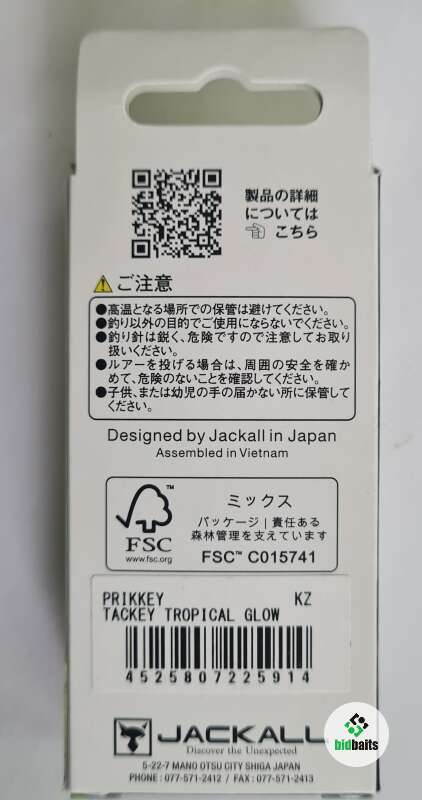 製品の詳細
については
こちら
ご注意
●高温となる場所での保管は避けてください。
●釣り以外の目的でご使用にならないでください。
●釣り針は鋭く、危険ですので注意してお取り
扱いください。
●ルアーを投げる場合は、周囲の安全を確か
めて、危険のないことを確認してください。
●子供、または幼児の手の届かない所に保管して
ください。
Designed by Jackall in Japan
Assembled in Vietnam
FSC
www.fsc.org
ミックス
パッケージ | 責任ある
森林管理を支えています
FSC™ C015741
PRIKKEY KZ
TACKEY TROPICAL GLOW
4525807225914
JACKALL
Discover the Unexpected
5-22-7 MANO OTSU CITY SHIGA JAPAN
PHONE : 077-571-2412 / FAX : 077-571-2413
bidbaits